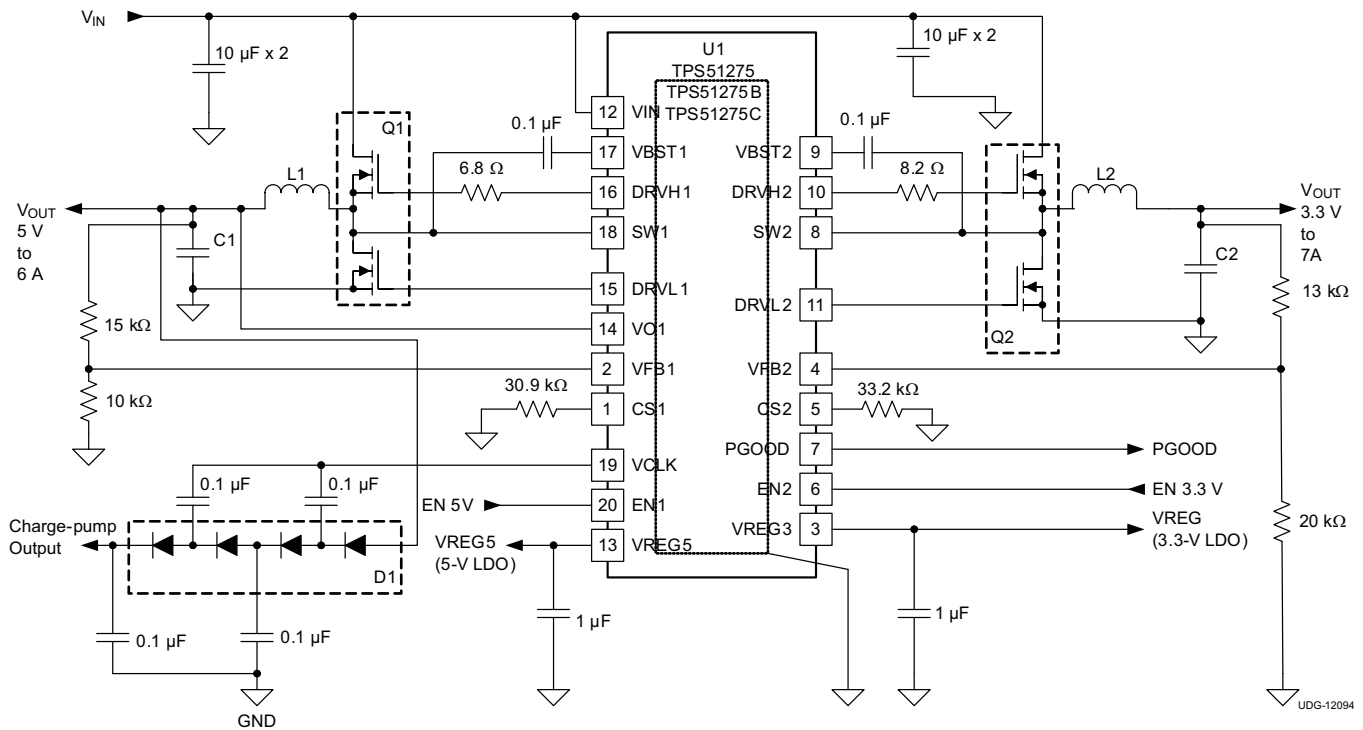 VIN
10 µF x 2
10 µF x 2
U1
TPS51275
TPS51275B
TPS51275C
Q1
0.1 µF
0.1 µF
12 VIN
17 VBST1
VBST2 9
L1
6.8 Ω
8.2 Ω
L2
16 DRVH1
DRVH2 10
VOUT
5 V
to
6 A
VOUT
3.3 V
to
7A
18 SW1
SW2 8
C1
C2
15 DRVL1
DRVL2 11
13 kΩ
15 kΩ
14 VO1
Q2
2 VFB1
VFB2 4
10 kΩ
30.9 kΩ
33.2 kΩ
1 CS1
CS2 5
PGOOD 7
PGOOD
19 VCLK
0.1 µF
0.1 µF
EN2 6
EN 3.3 V
EN 5V
20 EN1
Charge-pump
Output
VREG3 3
VREG
(3.3-V LDO)
20 kΩ
VREG5
(5-V LDO)
13 VREG5
D1
0.1 µF
0.1 µF
1 µF
1 µF
GND
UDG-12094